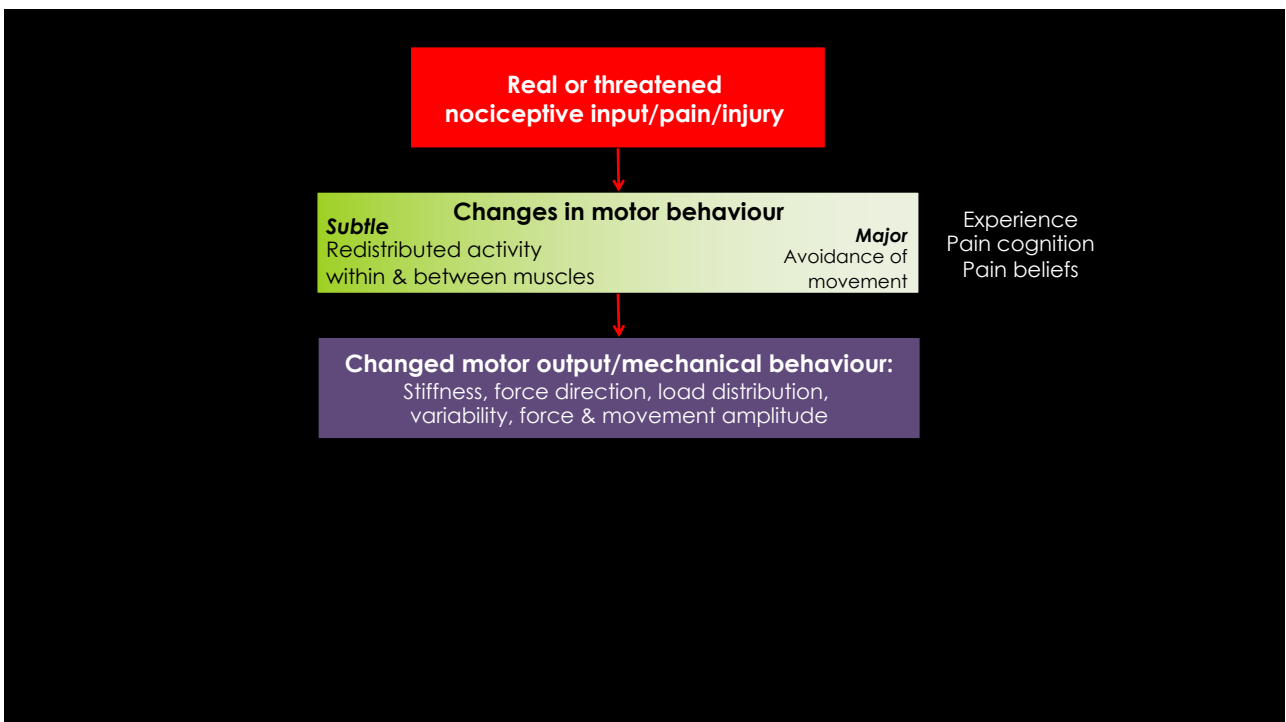 Real or threatened
nociceptive input/pain/injury
Changes in motor behaviour
Subtle
Redistributed activity
within & between muscles
Major
Avoidance of
movement
Experience
Pain cognition
Pain beliefs
Changed motor output/mechanical behaviour:
Stiffness, force direction, load distribution,
variability, force & movement amplitude